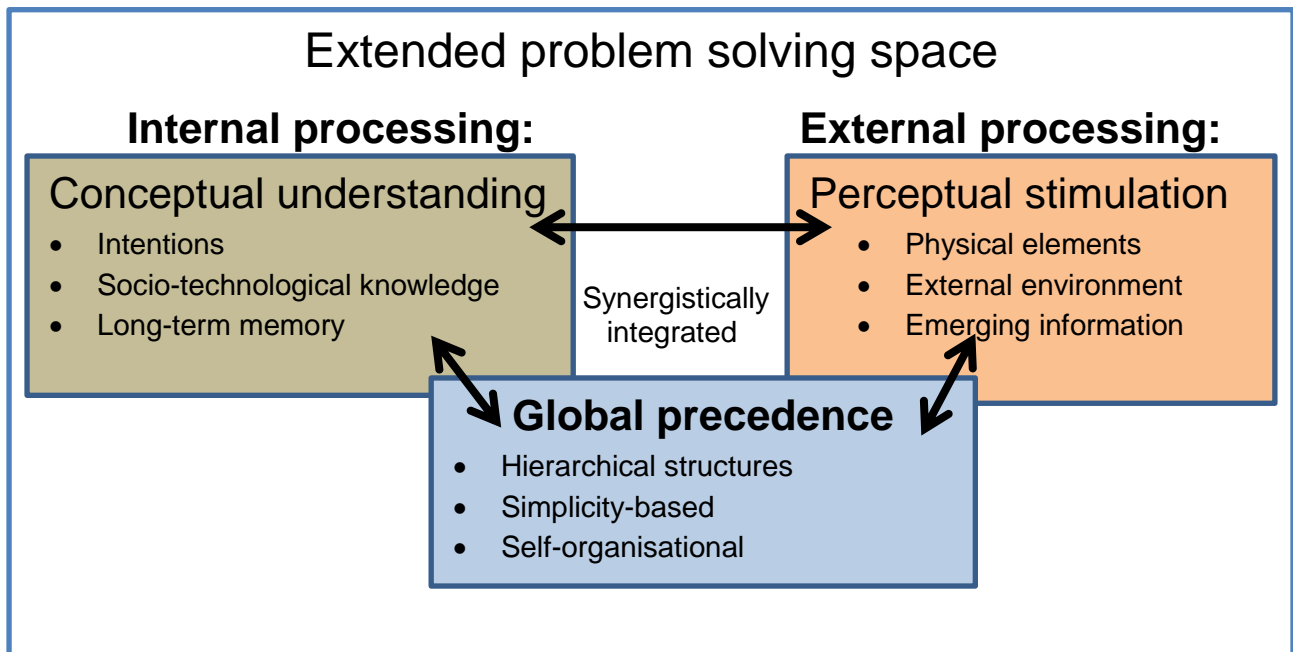 Extended problem solving space
Internal processing:
External processing:
Conceptual understanding
• Intentions
• Socio-technological knowledge
• Long-term memory
Synergistically
integrated
Perceptual stimulation
• Physical elements
• External environment
• Emerging information
Global precedence
• Hierarchical structures
• Simplicity-based
• Self-organisational